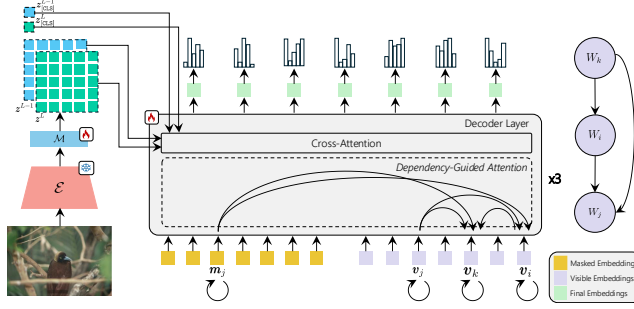 z^{L-1}_{[CLS]}
z^{L}_{[CLS]}
z^{L-1}
z^{L}
M
E
Decoder Layer
Cross-Attention
Dependency-Guided Attention
x3
m_j
v_j
v_k
v_i
W_k
W_i
W_j
Masked Embeddings
Visible Embeddings
Final Embeddings